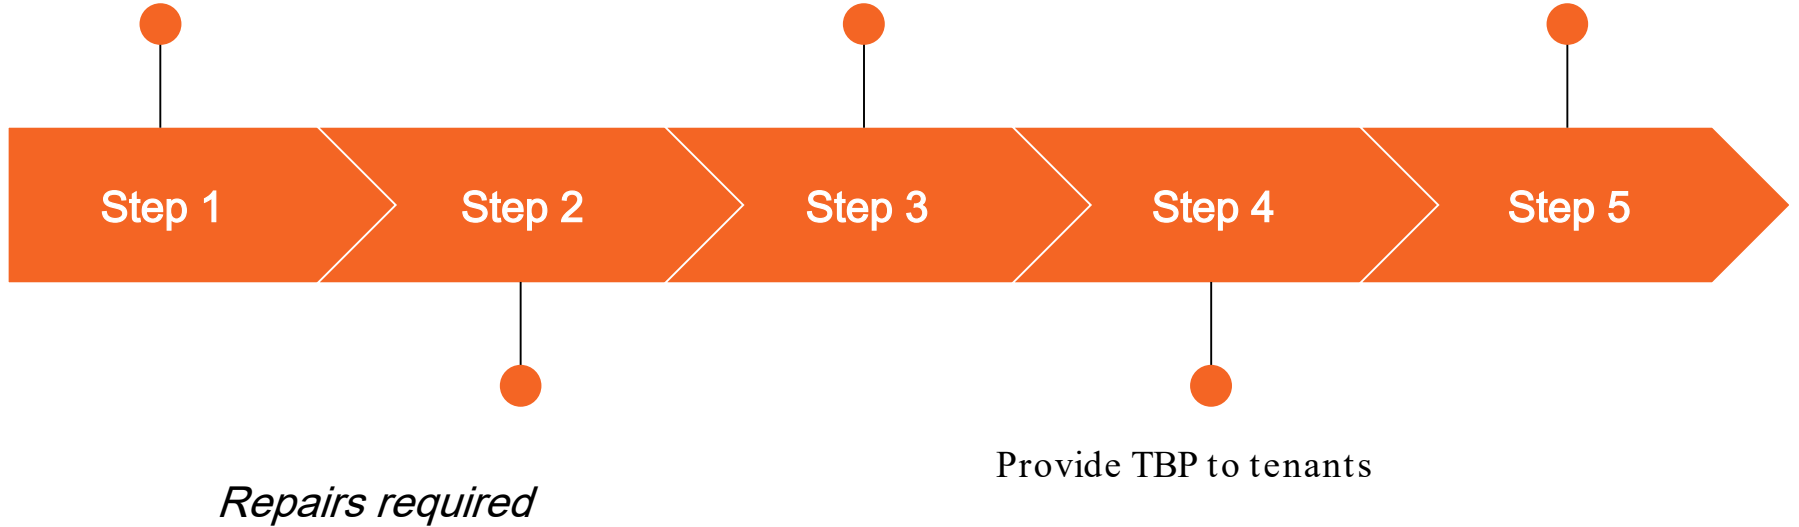 Step 1
Step 2
Step 3
Step 4
Step 5
Provide TBP to tenants
Repairs required